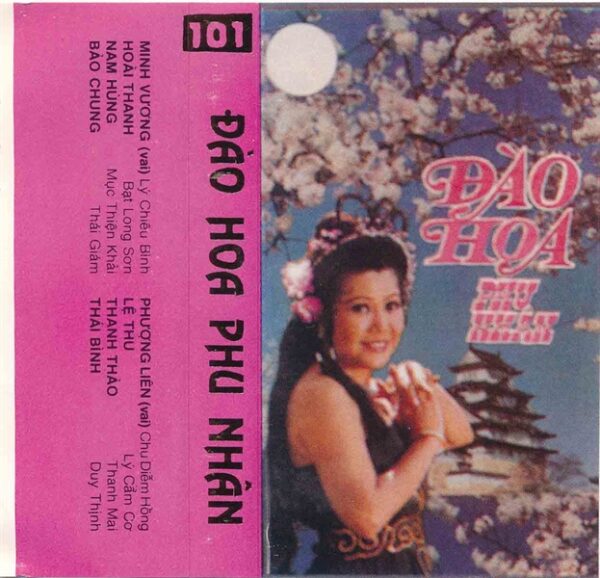 101
ĐÀO HOA PHU NHÂN
MINH VƯƠNG (vai) Lý Chiêu Bình
HOÀI THANH Bạt Long Sơn
NAM HÙNG Mục Thiện Khải
BẢO CHUNG Thái Giám
PHƯỢNG LIÊN (vai) Chu Diễm Hồng
LỆ THU Lý Cẩm Cơ
THANH THẢO Thanh Mai
THÁI BÌNH Duy Thịnh
ĐÀO
HOA
PHU
NHÂN